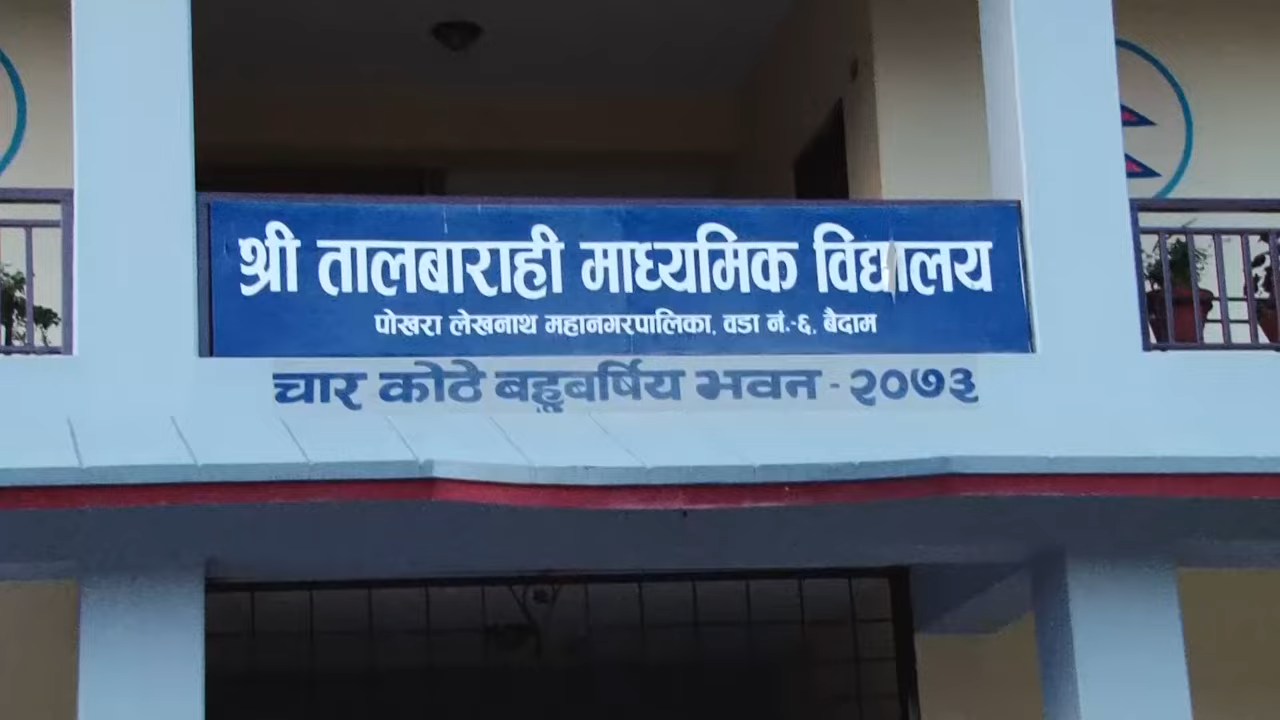 श्री तालबाराही माध्यमिक विद्यालय
पोखरा लेखनाथ महानगरपालिका, वडा नं.-६, बैदाम
चार कोठे बहूबर्षिय भवन - २०७३